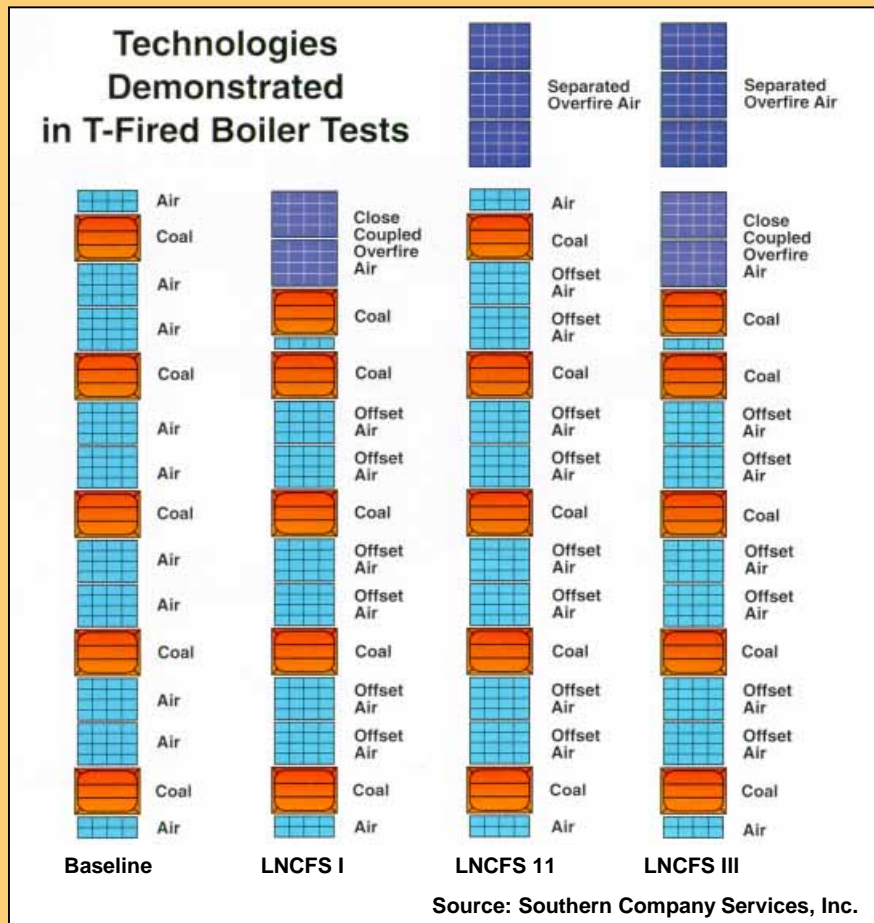 Technologies
Demonstrated
in T-Fired Boiler Tests
Separated
Overfire Air
Separated
Overfire Air
Air
Coal
Air
Air
Coal
Air
Air
Coal
Air
Air
Coal
Air
Air
Coal
Air
Baseline
Close
Coupled
Overfire
Air
Coal
Coal
Offset
Air
Offset
Air
Coal
Offset
Air
Offset
Air
Coal
Offset
Air
Offset
Air
Coal
Air
LNCFS I
Air
Coal
Offset
Air
Offset
Air
Coal
Offset
Air
Offset
Air
Coal
Offset
Air
Offset
Air
Coal
Offset
Air
Offset
Air
Coal
Air
LNCFS 11
Close
Coupled
Overfire
Air
Coal
Coal
Offset
Air
Offset
Air
Coal
Offset
Air
Offset
Air
Coal
Offset
Air
Offset
Air
Coal
Air
LNCFS III
Source: Southern Company Services, Inc.